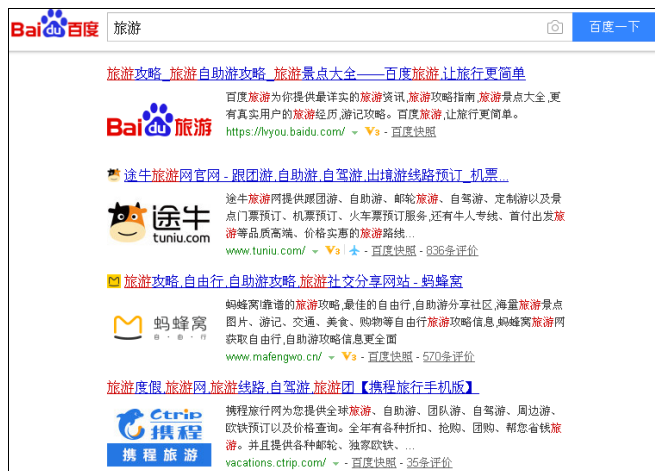 Bai du 百度 旅游 百度一下
旅游攻略_旅游自助游攻略_旅游景点大全——百度旅游,让旅行更简单
Bai du 旅游
百度旅游为你提供最详实的旅游资讯,旅游攻略指南,旅游景点大全,更
有真实用户的旅游经历,游记攻略。百度旅游,让旅行更简单。
https://lvyou.baidu.com/ - V3 - 百度快照
途牛旅游网官网 - 跟团游,自助游,自驾游,出境游线路预订_机票...
途牛
tuniu.com
途牛旅游网提供跟团游、自助游、邮轮旅游、自驾游、定制游以及景
点门票预订、机票预订、火车票预订服务,还有牛人专线、首付出发旅
游等品质高端、价格实惠的旅游路线...
www.tuniu.com/ - V3 - 百度快照 - 836条评价
旅游攻略,自由行,自助游攻略,旅游社交分享网站 - 蚂蜂窝
蚂蜂窝
自·由·行
蚂蜂窝!靠谱的旅游攻略,最佳的自由行,自助游分享社区,海量旅游景点
图片、游记、交通、美食、购物等自由行旅游攻略信息,蚂蜂窝旅游网
获取自由行,自助游攻略信息更全面
www.mafengwo.cn/ - V3 - 百度快照 - 570条评价
旅游度假,旅游网,旅游线路,自驾游,旅游团【携程旅行手机版】
Ctrip
携程
携程旅游
携程旅行网为您提供全球旅游、自助游、团队游、自驾游、周边游、
欧铁预订以及价格查询。全年有各种折扣、抢购、团购、帮您省钱旅
游。并且提供各种邮轮、独家欧铁、...
vacations.ctrip.com/ - 百度快照 - 35条评价